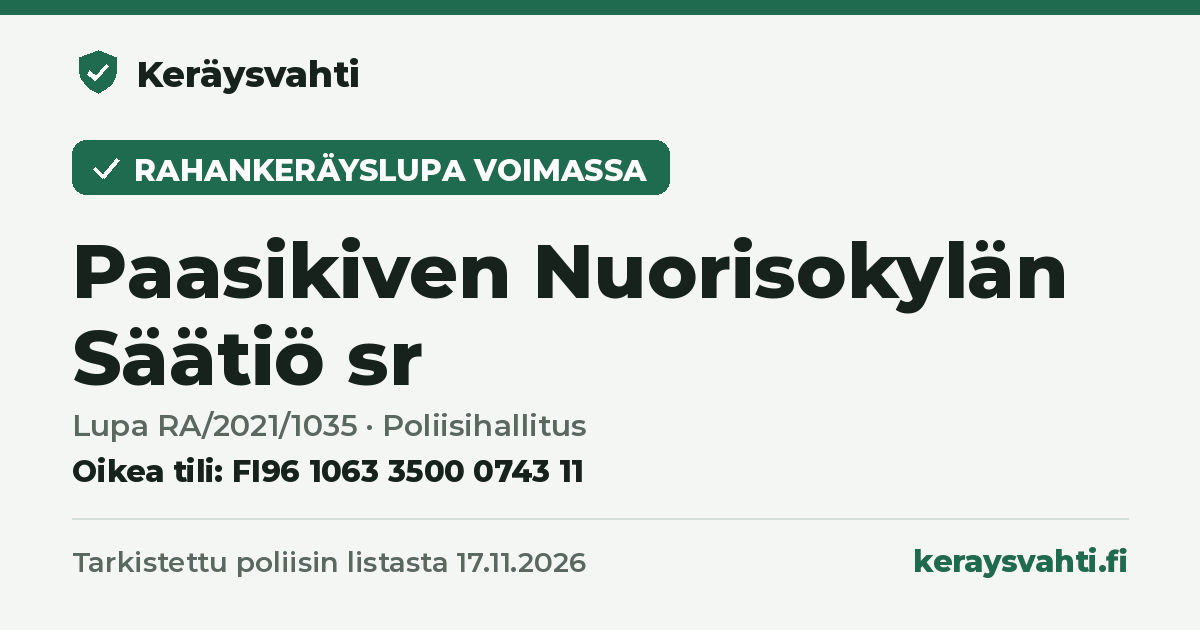 Keräysvahti
RAHANKERÄYSLUPA VOIMASSA
Paasikiven Nuorisokylän
Säätiö sr
Lupa RA/2021/1035 · Poliisihallitus
Oikea tili: FI96 1063 3500 0743 11
Tarkistettu poliisin listasta 17.11.2026
keraysvahti.fi